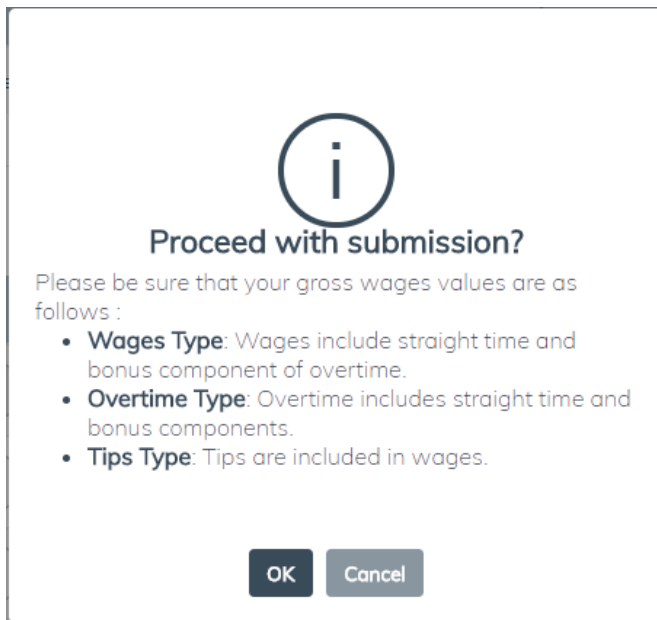 i
Proceed with submission?
Please be sure that your gross wages values are as
follows :
• Wages Type: Wages include straight time and
bonus component of overtime.
• Overtime Type: Overtime includes straight time and
bonus components.
• Tips Type: Tips are included in wages.
OK Cancel